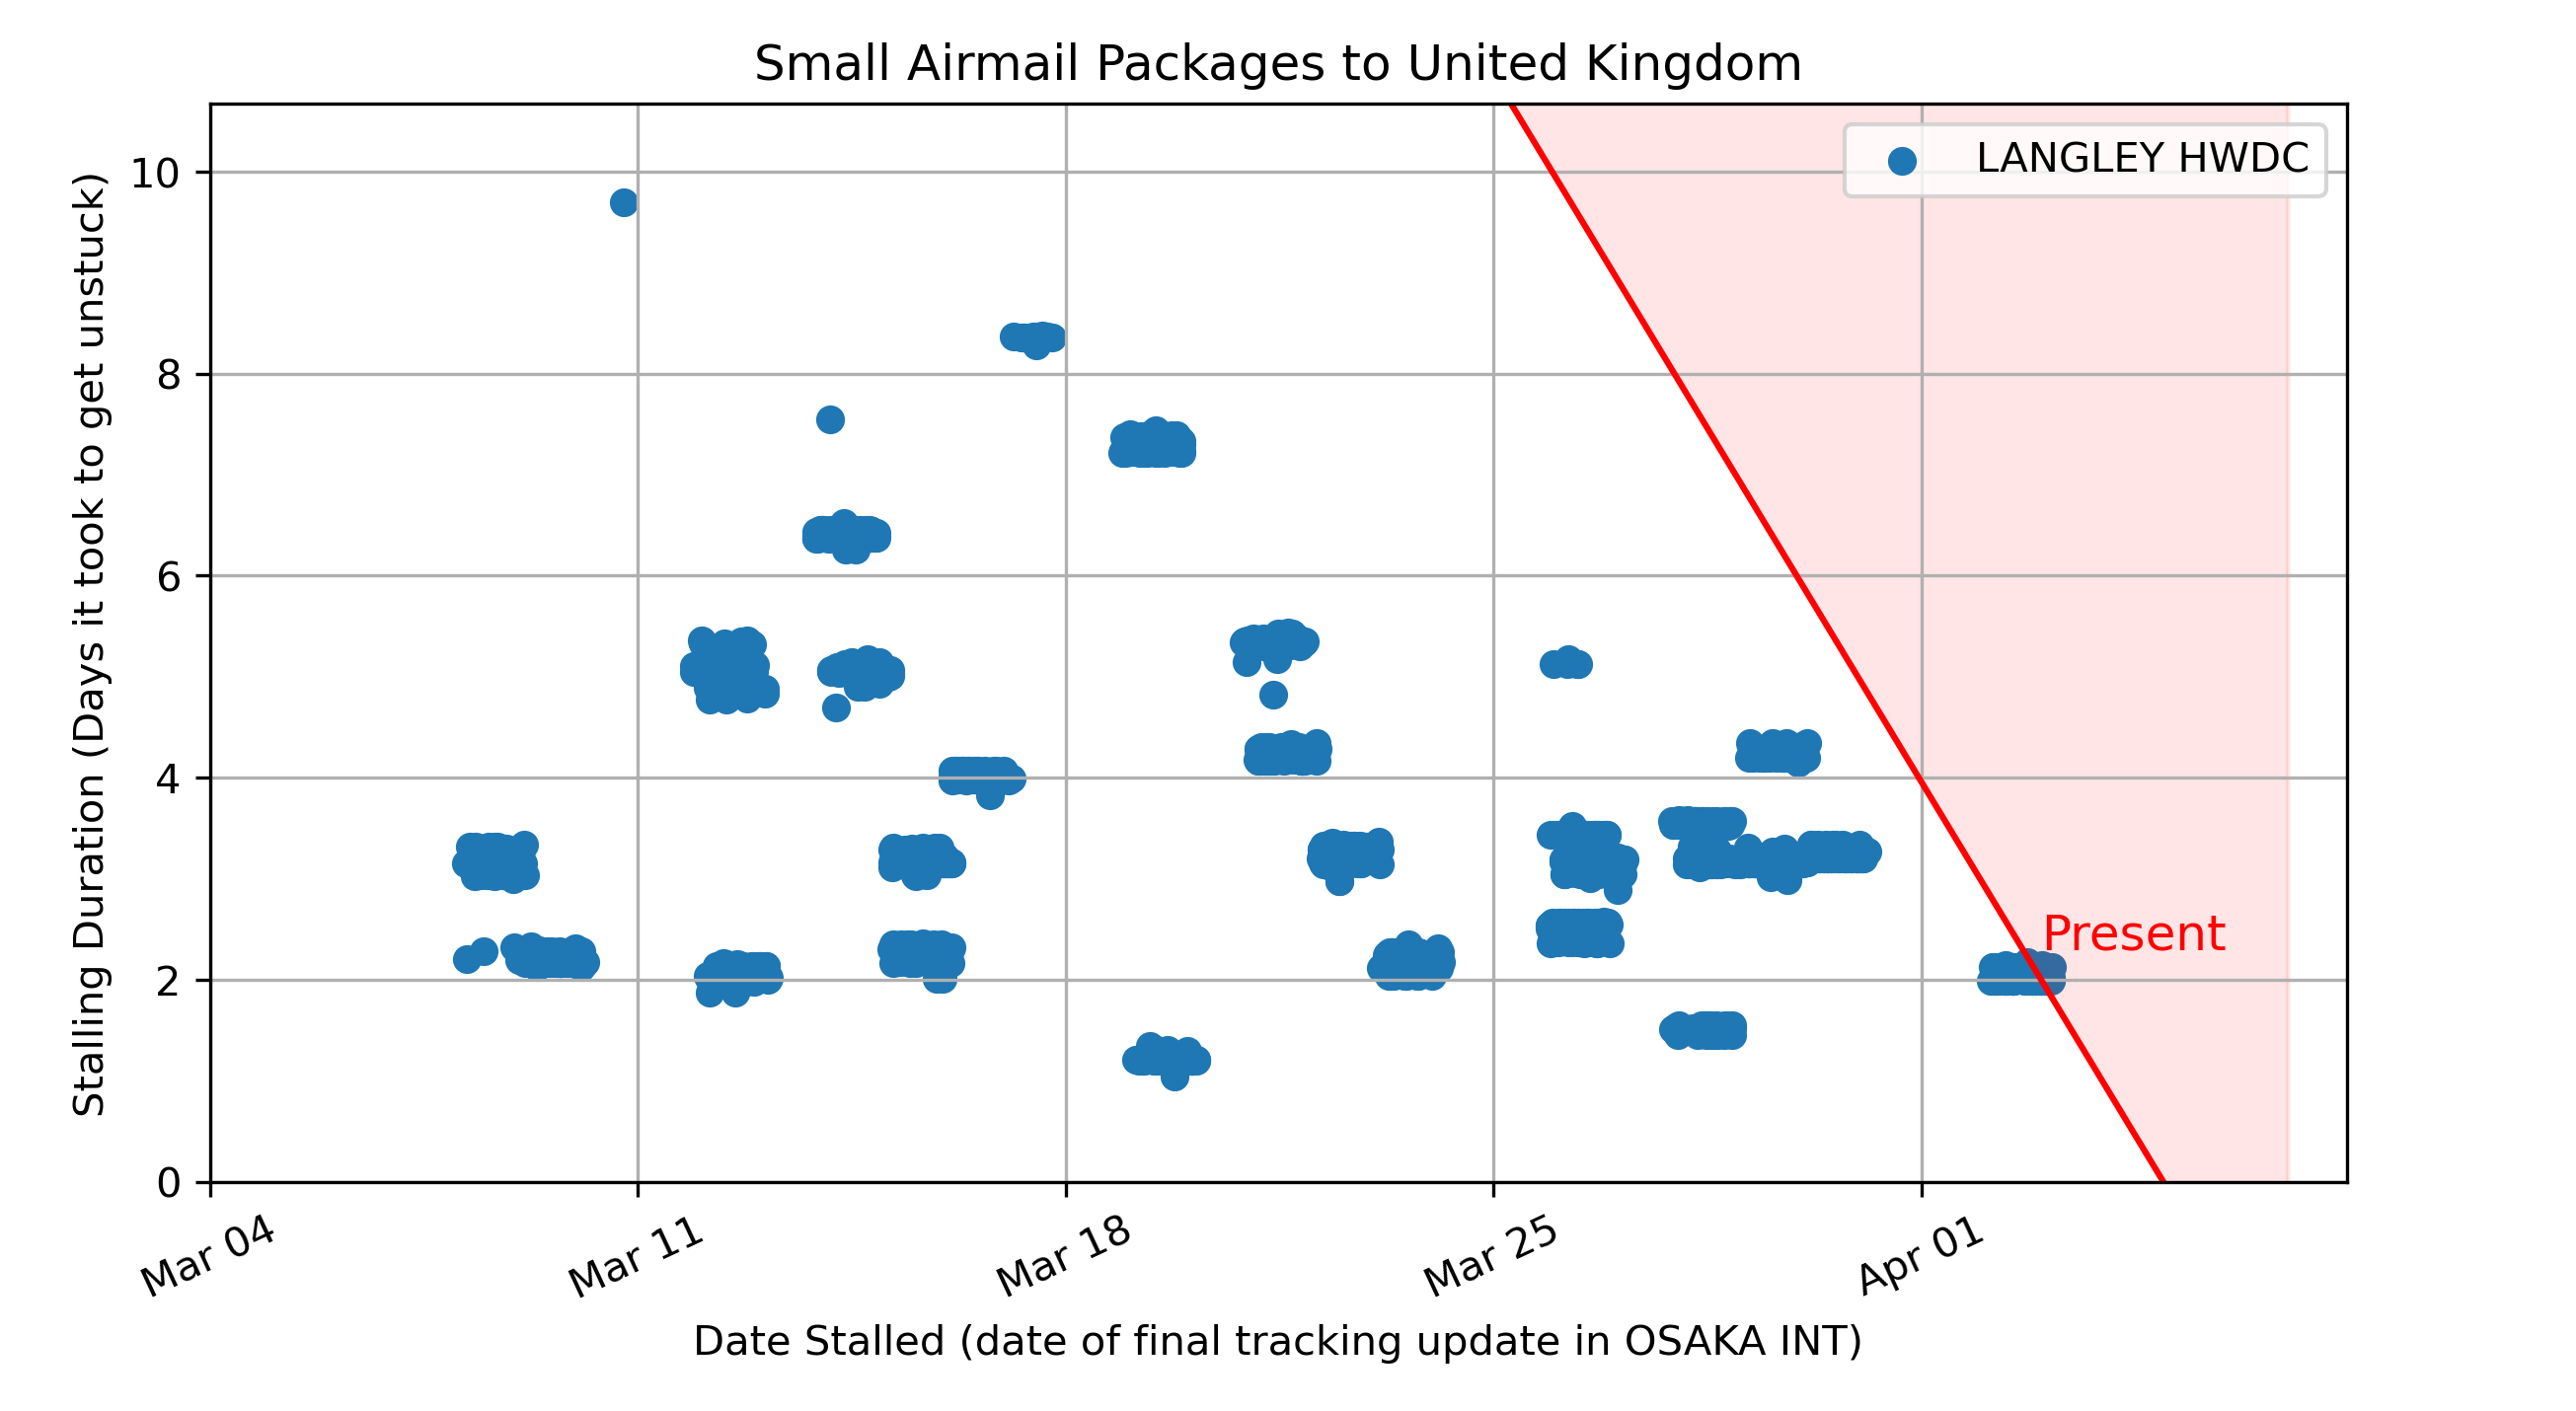 Small Airmail Packages to United Kingdom
LANGLEY HWDC
Stalling Duration (Days it took to get unstuck)
10
8
6
4
2
0
Present
Mar 04
Mar 11
Mar 18
Mar 25
Apr 01
Date Stalled (date of final tracking update in OSAKA INT)